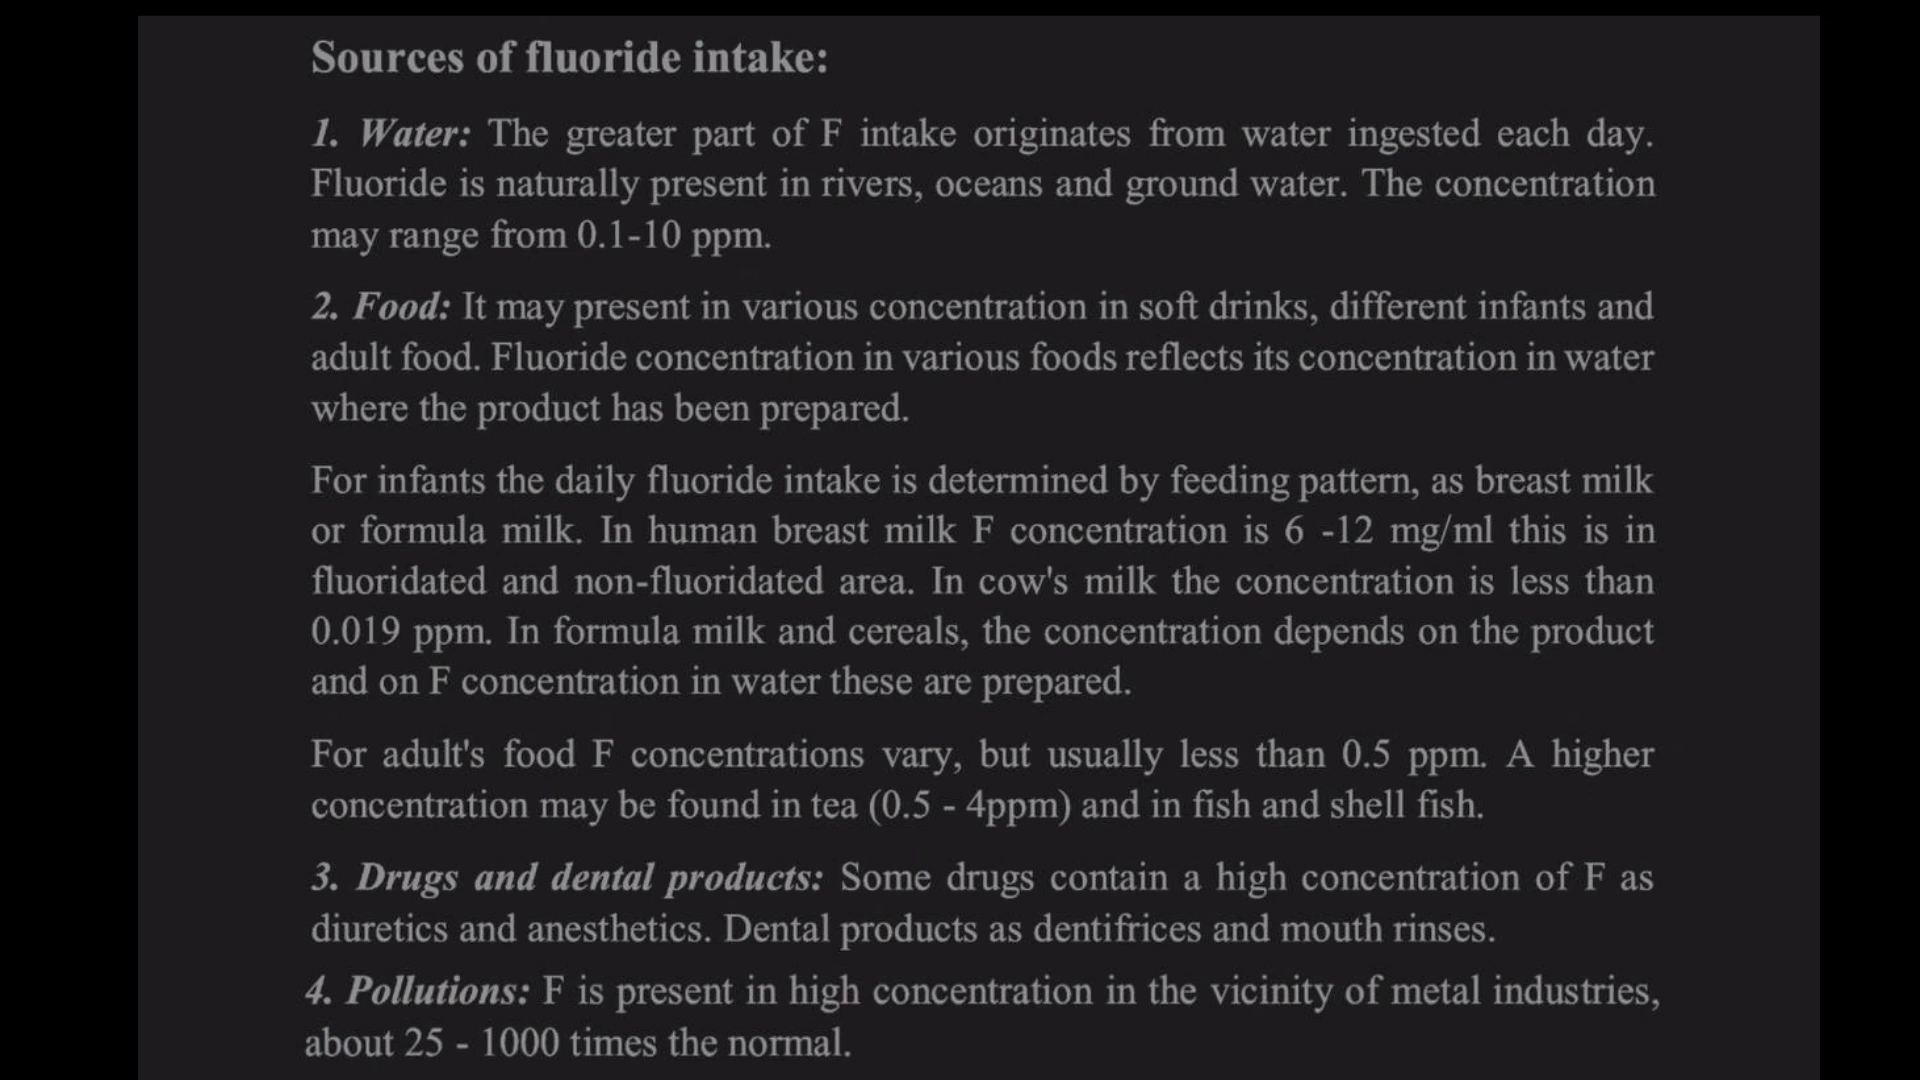 Sources of fluoride intake:
1. Water: The greater part of F intake originates from water ingested each day.
Fluoride is naturally present in rivers, oceans and ground water. The concentration
may range from 0.1-10 ppm.
2. Food: It may present in various concentration in soft drinks, different infants and
adult food. Fluoride concentration in various foods reflects its concentration in water
where the product has been prepared.
For infants the daily fluoride intake is determined by feeding pattern, as breast milk
or formula milk. In human breast milk F concentration is 6 -12 mg/ml this is in
fluoridated and non-fluoridated area. In cow's milk the concentration is less than
0.019 ppm. In formula milk and cereals, the concentration depends on the product
and on F concentration in water these are prepared.
For adult's food F concentrations vary, but usually less than 0.5 ppm. A higher
concentration may be found in tea (0.5 - 4ppm) and in fish and shell fish.
3. Drugs and dental products: Some drugs contain a high concentration of F as
diuretics and anesthetics. Dental products as dentifrices and mouth rinses.
4. Pollutions: F is present in high concentration in the vicinity of metal industries,
about 25 - 1000 times the normal.